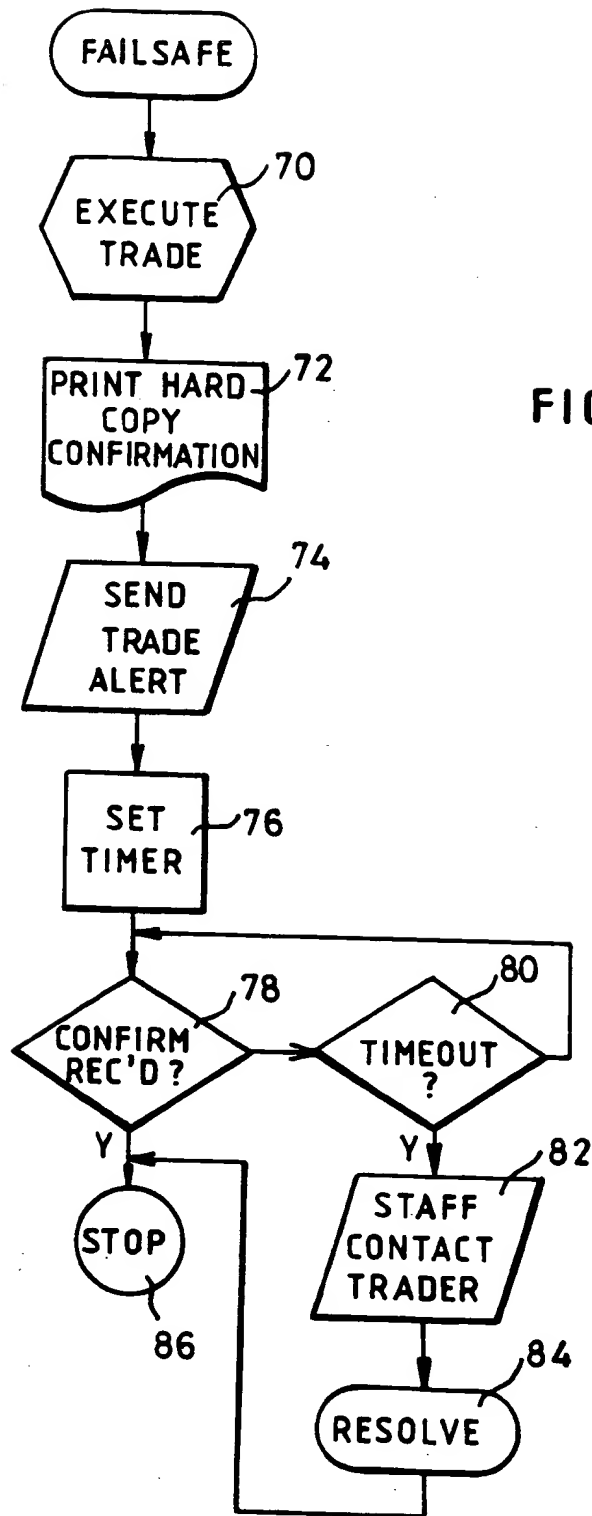 FAILSAFE
70
EXECUTE
TRADE
72
PRINT HARD
COPY
CONFIRMATION
FIG
74
SEND
TRADE
ALERT
SET
TIMER
76
78
CONFIRM
REC'D ?
80
TIMEOUT
?
Y
Y
82
STAFF
CONTACT
TRADER
STOP
86
84
RESOLVE